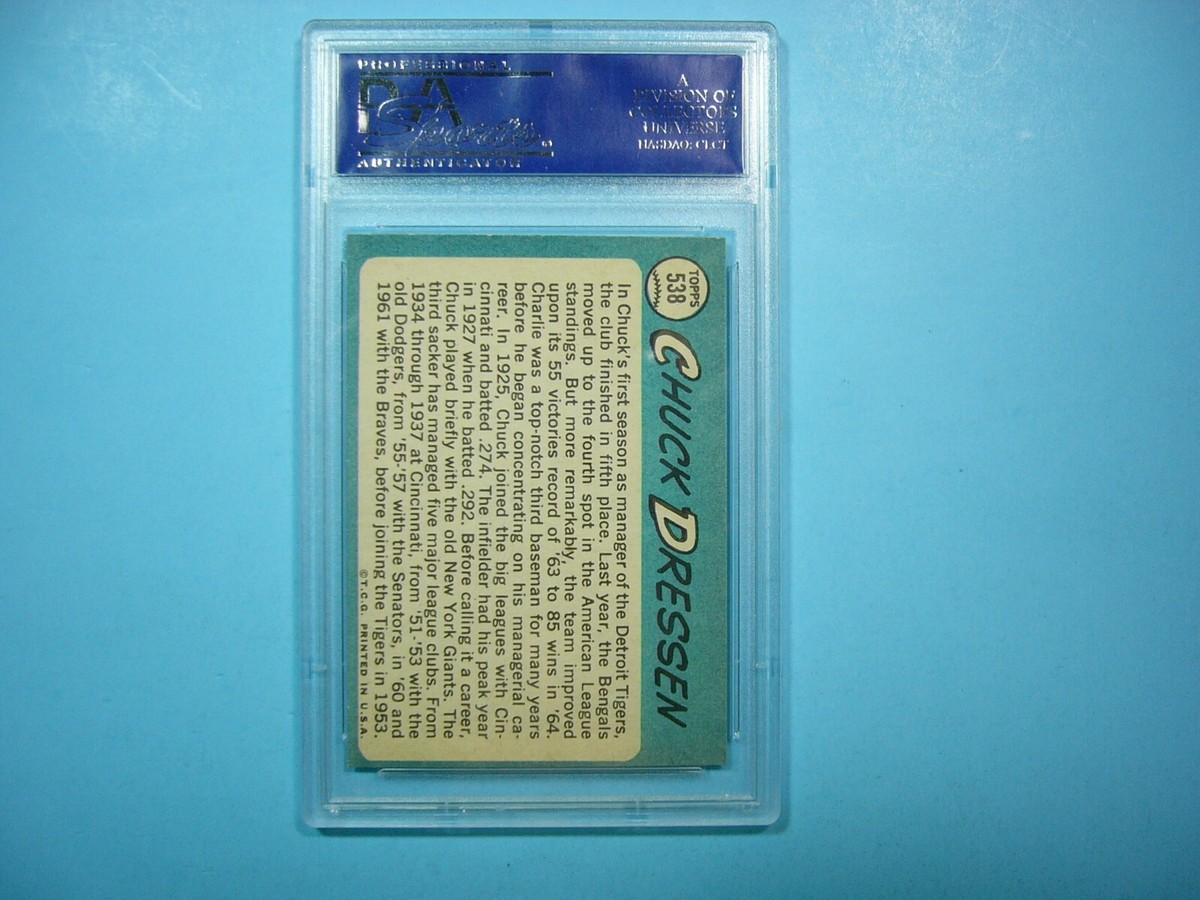 PROFESSIONAL
PSA
Sports
AUTHENTICATOR
A
DIVISION OF
COLLECTORS
UNIVERSE
NASDAQ: CLCT
TOPPS
538
CHUCK DRESSEN
In Chuck's first season as manager of the Detroit Tigers,
the club finished in fifth place. Last year, the Bengals
moved up to the fourth spot in the American League
standings. But more remarkably, the team improved
upon its 55 victories record of '63 to 85 wins in '64.
Charlie was a top-notch third baseman for many years
before he began concentrating on his managerial ca-
reer. In 1925, Chuck joined the big leagues with Cin-
cinnati and batted .274. The infielder had his peak year
in 1927 when he batted .292. Before calling it a career,
Chuck played briefly with the old New York Giants. The
third sacker has managed five major league clubs. From
1934 through 1937 at Cincinnati, from '51-'53 with the
old Dodgers, from '55-'57 with the Senators, in '60 and
1961 with the Braves, before joining the Tigers in 1953.
©T.C.G. PRINTED IN U.S.A.